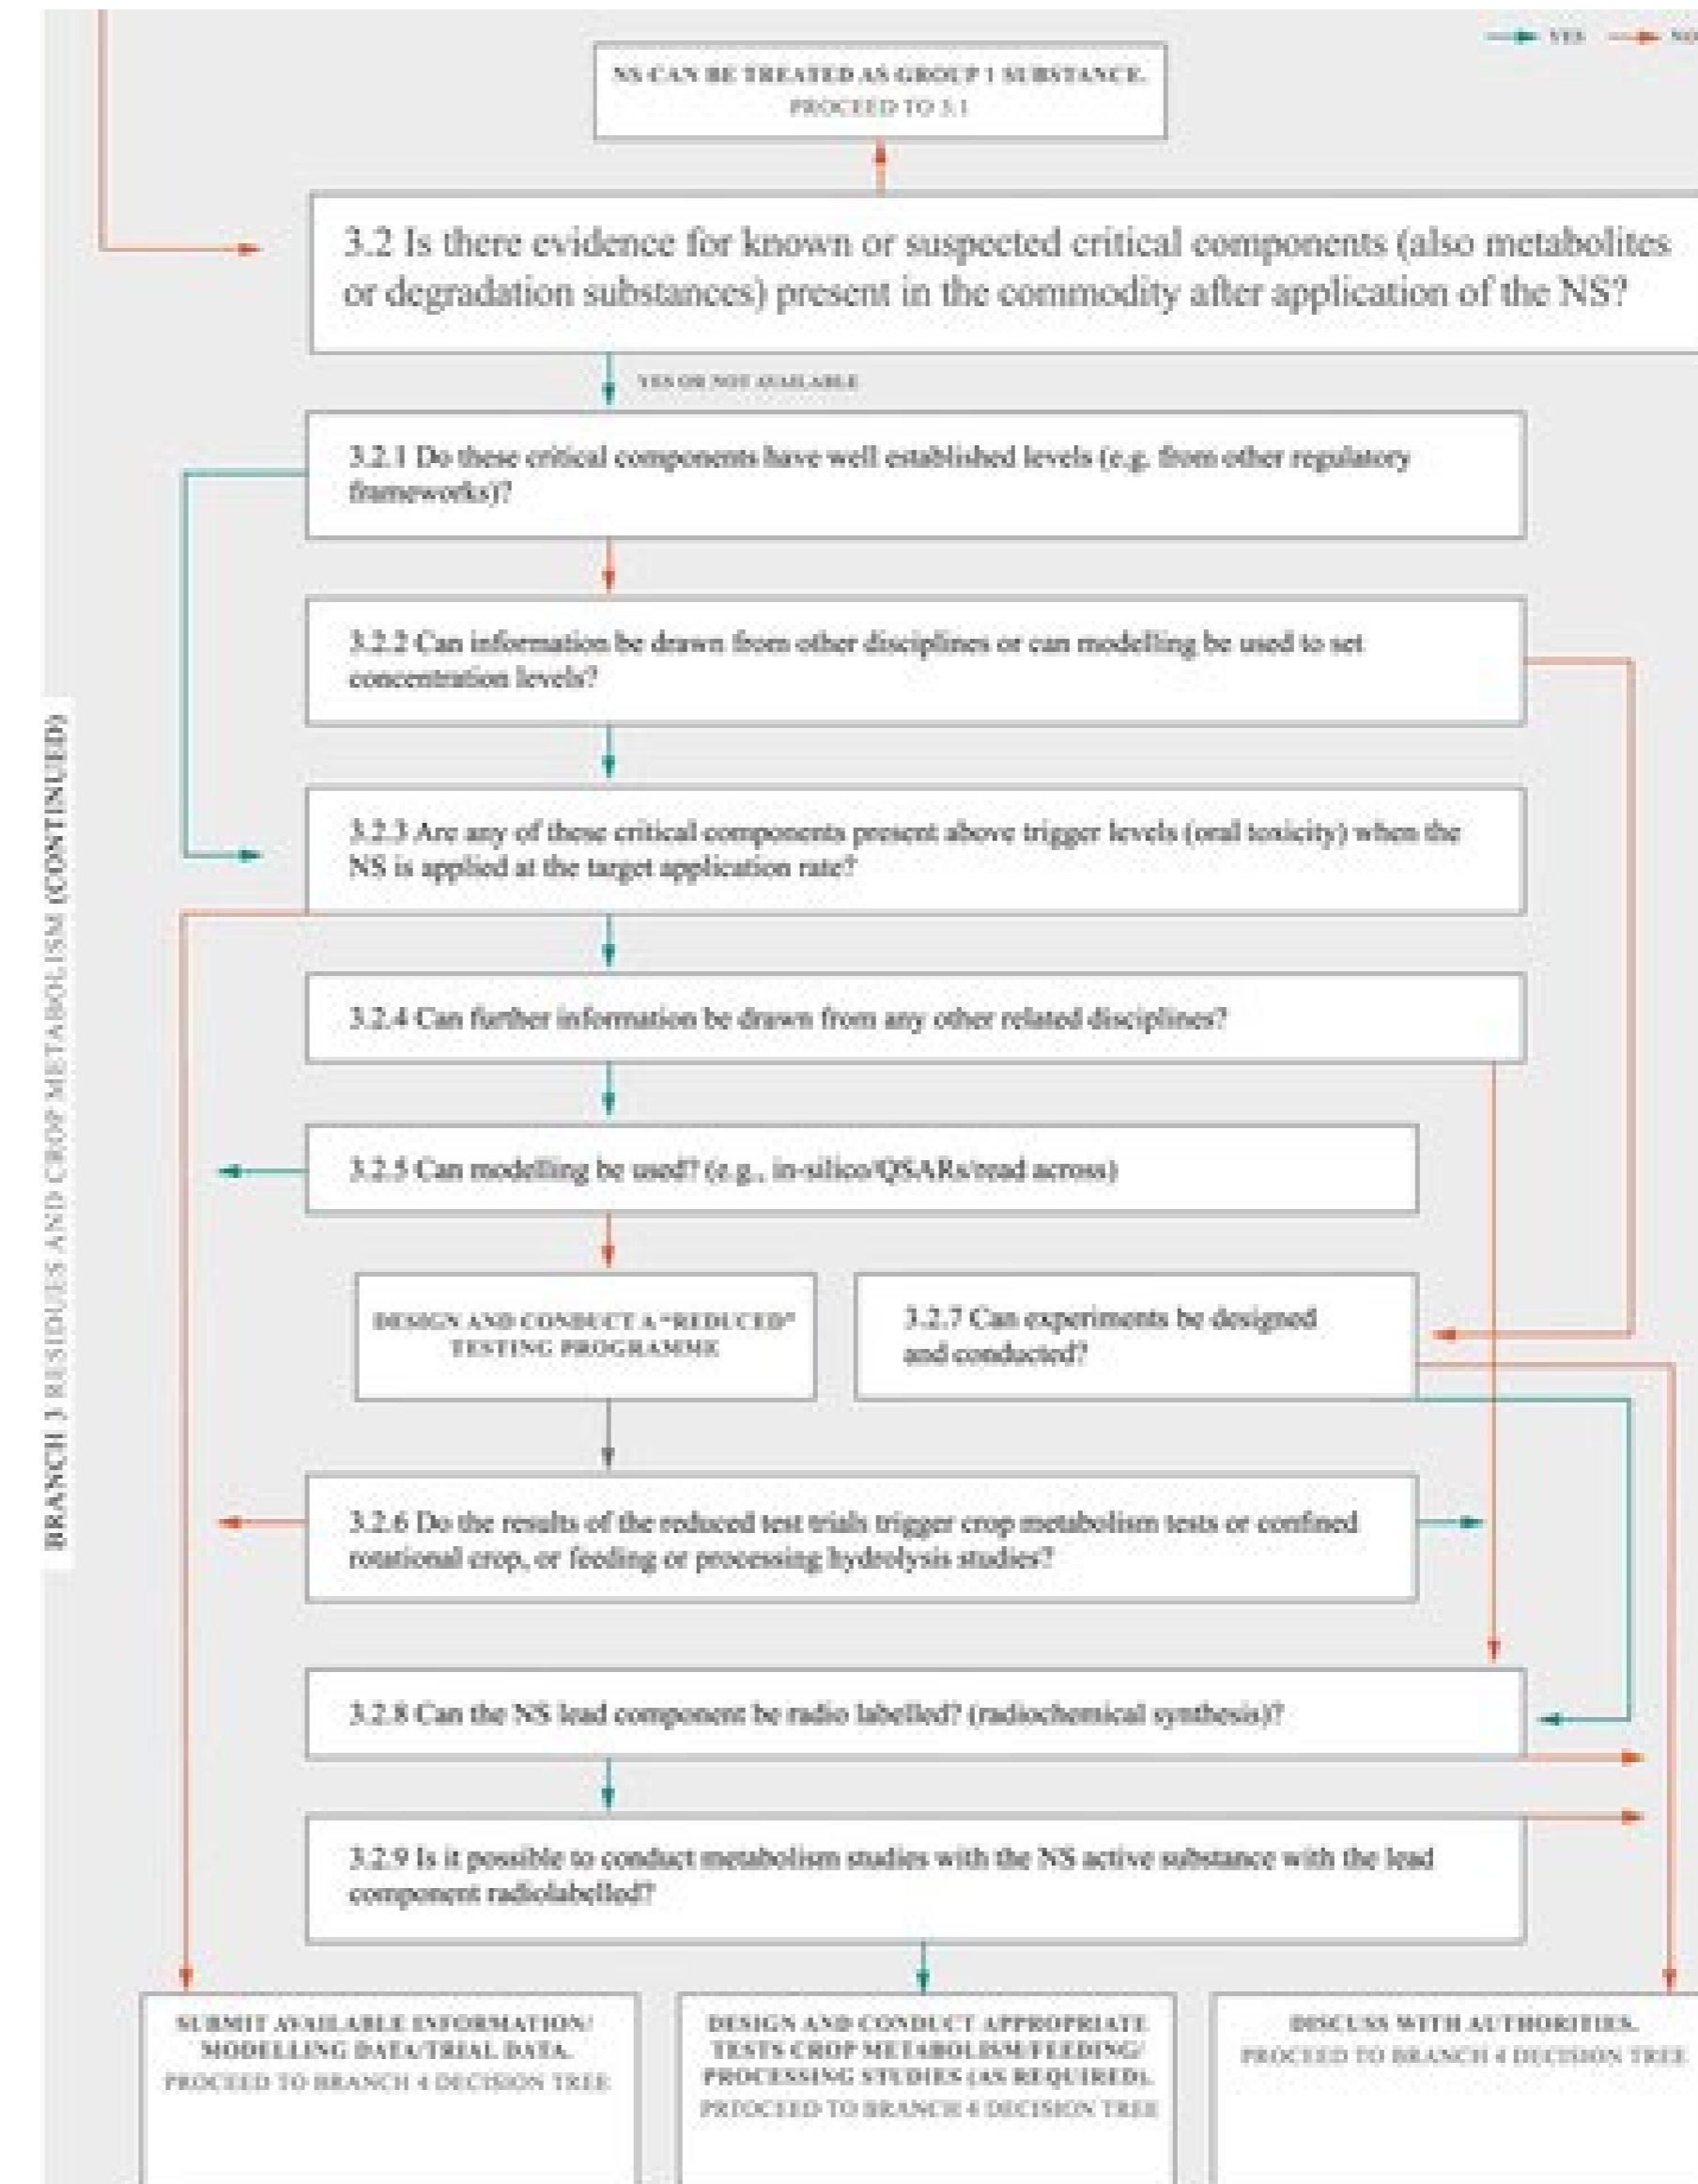 YES NO
NS CAN BE TREATED AS GROUP 1 SUBSTANCE.
PROCEED TO 3.1
3.2 Is there evidence for known or suspected critical components (also metabolites
or degradation substances) present in the commodity after application of the NS?
YES OR NOT AVAILABLE
3.2.1 Do these critical components have well established levels (e.g. from other regulatory
frameworks)?
3.2.2 Can information be drawn from other disciplines or can modelling be used to set
concentration levels?
3.2.3 Are any of these critical components present above trigger levels (oral toxicity) when the
NS is applied at the target application rate?
3.2.4 Can further information be drawn from any other related disciplines?
3.2.5 Can modelling be used? (e.g., in-silico/QSARs/read across)
DESIGN AND CONDUCT A “REDUCED”
TESTING PROGRAMME
3.2.7 Can experiments be designed
and conducted?
3.2.6 Do the results of the reduced test trials trigger crop metabolism tests or confined
rotational crop, or feeding or processing hydrolysis studies?
3.2.8 Can the NS lead component be radio labelled? (radiochemical synthesis)?
3.2.9 Is it possible to conduct metabolism studies with the NS active substance with the lead
component radiolabelled?
SUBMIT AVAILABLE INFORMATION/
MODELLING DATA/TRIAL DATA.
PROCEED TO BRANCH 4 DECISION TREE
DESIGN AND CONDUCT APPROPRIATE
TESTS CROP METABOLISM/FEEDING/
PROCESSING STUDIES (AS REQUIRED).
PRTOCEED TO BRANCH 4 DECISION TREE
DISCUSS WITH AUTHORITIES.
PROCEED TO BRANCH 4 DECISION TREE
BRANCH 3 RESIDUES AND CROP METABOLISM (CONTINUED)